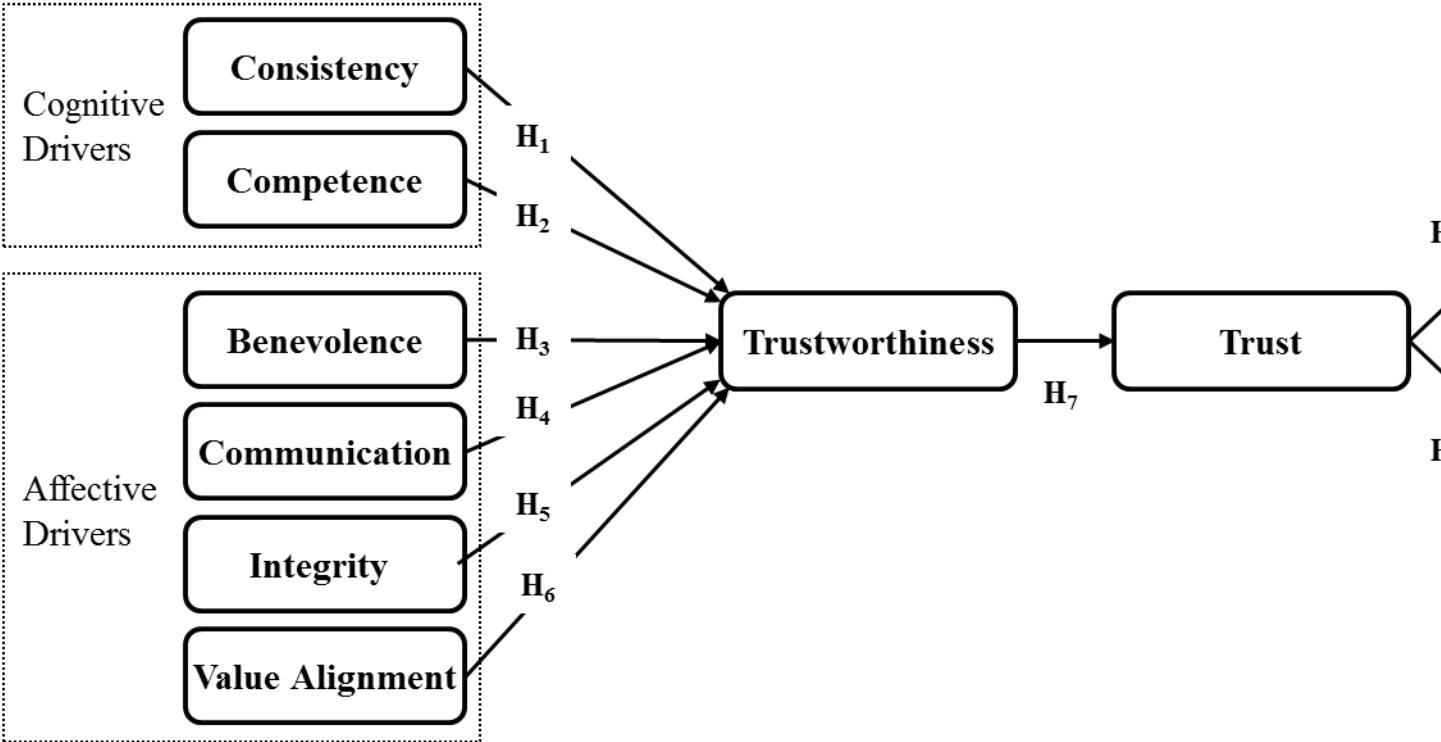 Cognitive
Drivers
Consistency
Competence
H₁
H₂
Affective
Drivers
Benevolence
Communication
Integrity
Value Alignment
H₃
H₄
H₅
H₆
Trustworthiness
H₇
Trust